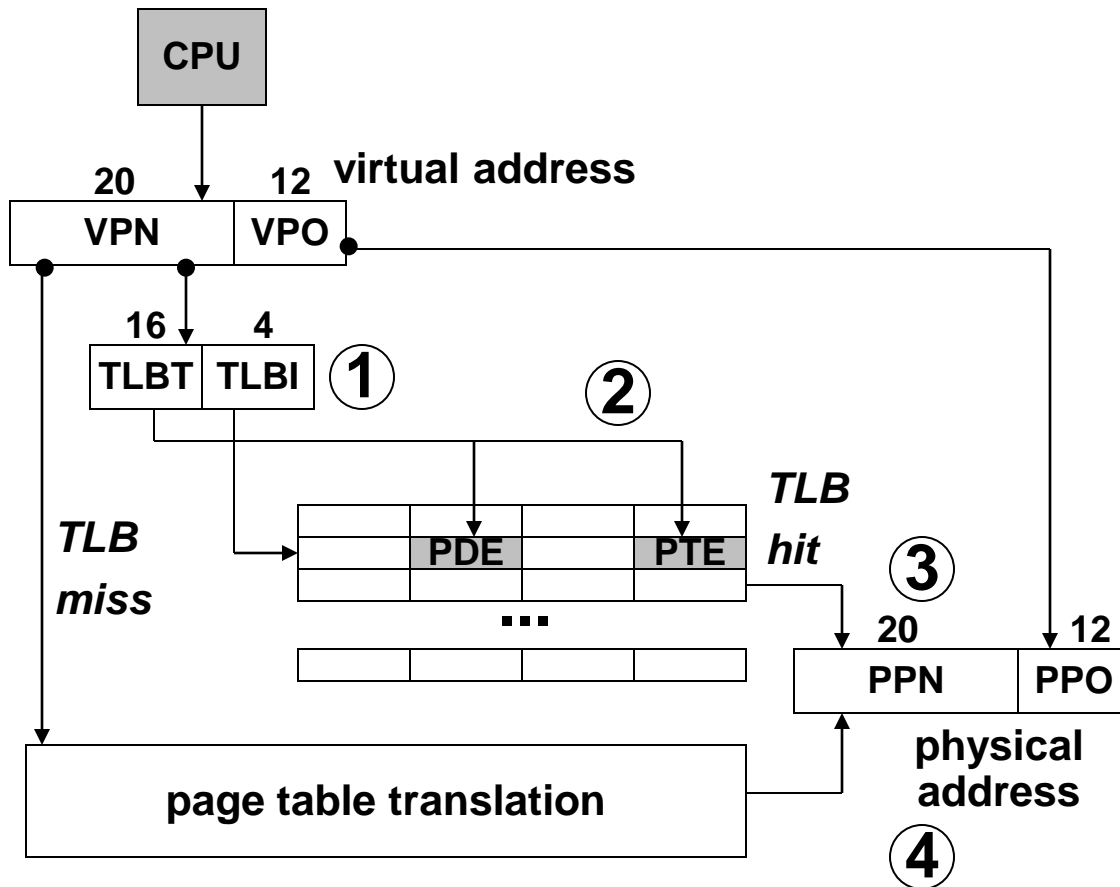 CPU
virtual address
20 12
VPN VPO
16 4
TLBT TLBI
1
2
TLB
hit
TLB
miss
PDE PTE
3
...
20 12
PPN PPO
physical
address
page table translation
4